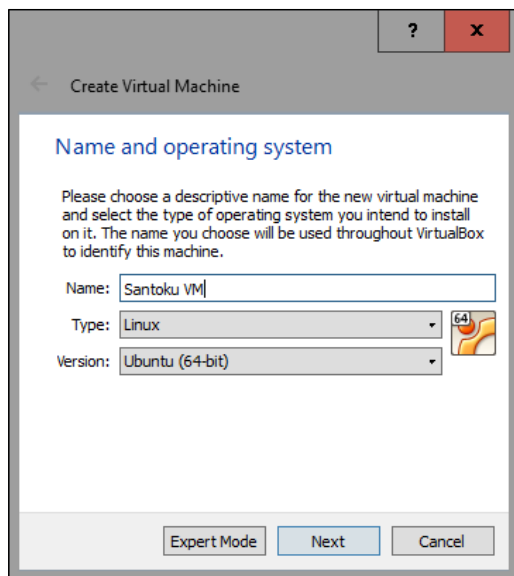 ? x
Create Virtual Machine
Name and operating system
Please choose a descriptive name for the new virtual machine
and select the type of operating system you intend to install
on it. The name you choose will be used throughout VirtualBox
to identify this machine.
Name: Santoku VM
Type: Linux
64
Version: Ubuntu (64-bit)
Expert Mode Next Cancel